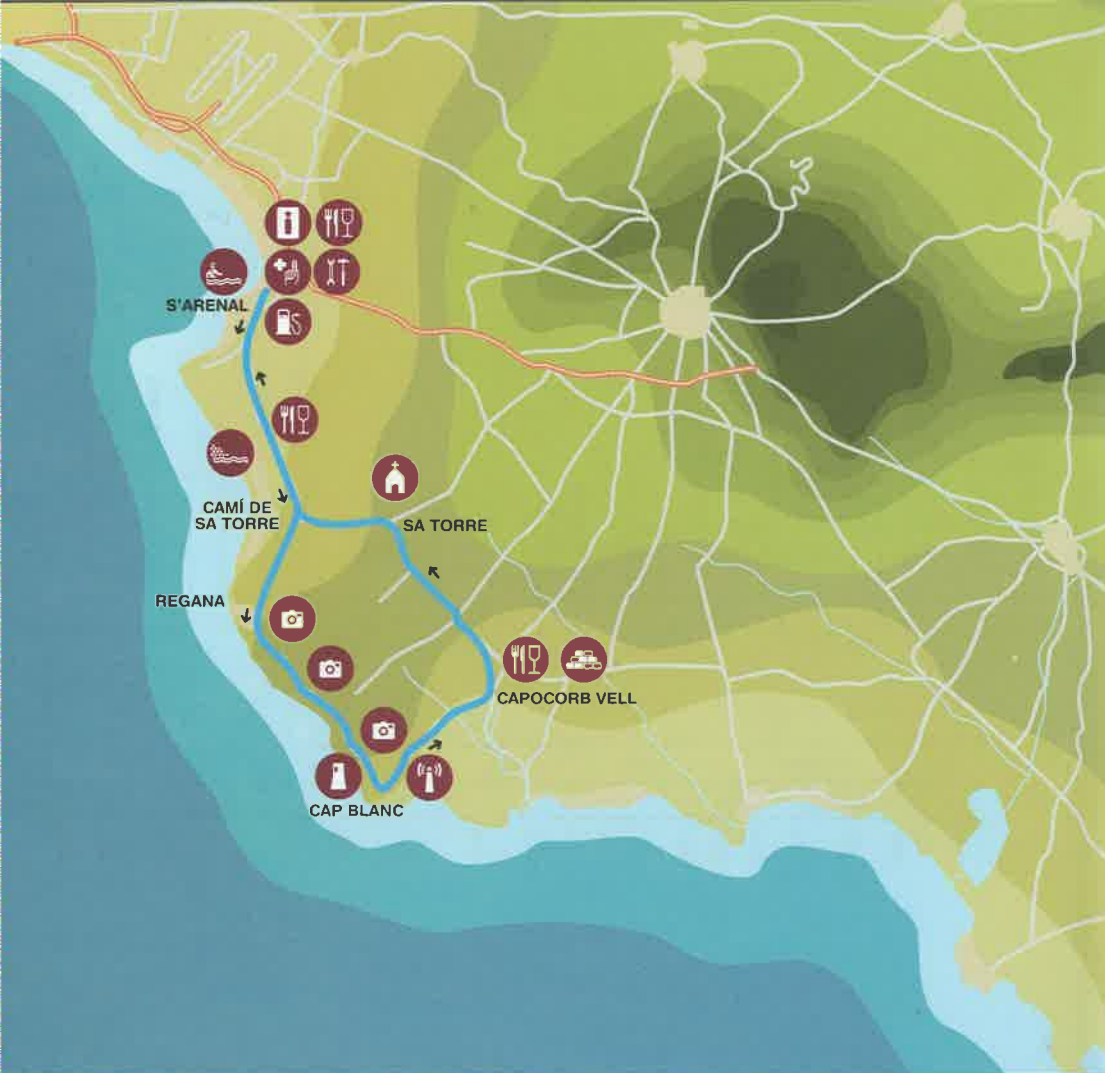 S'ARENAL
CAMÍ DE
SA TORRE
SA TORRE
REGANA
CAPOCORB VELL
CAP BLANC